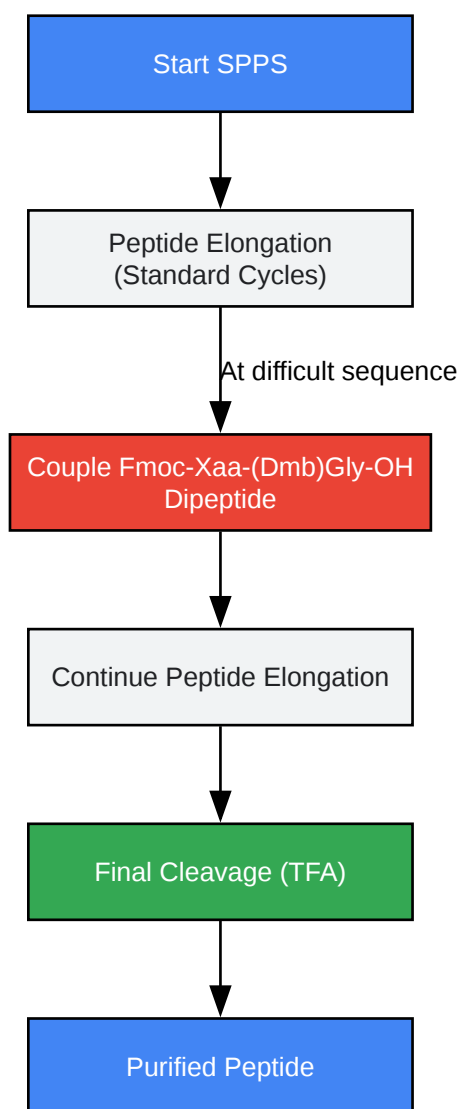 Start SPPS
Peptide Elongation
(Standard Cycles)
At difficult sequence
Couple Fmoc-Xaa-(Dmb)Gly-OH
Dipeptide
Continue Peptide Elongation
Final Cleavage (TFA)
Purified Peptide